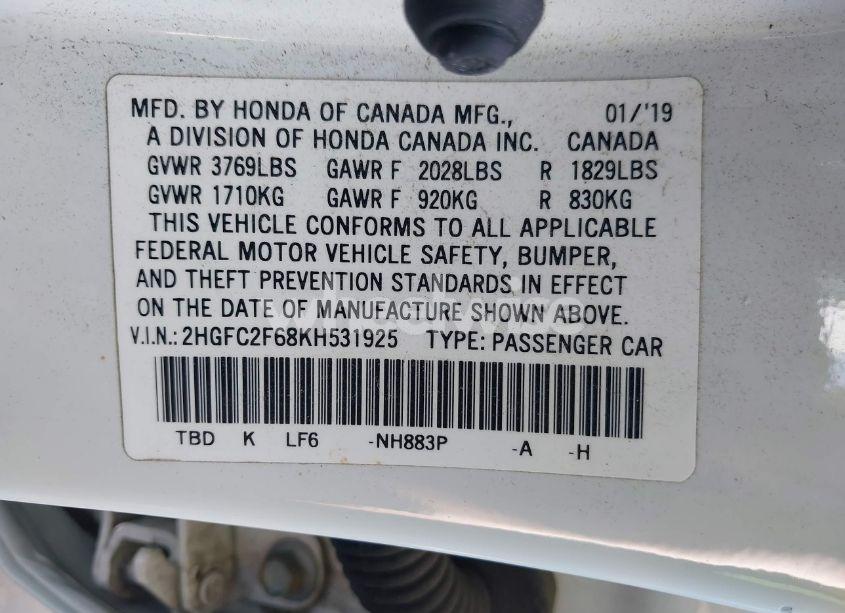 MFD. BY HONDA OF CANADA MFG., 01/'19
A DIVISION OF HONDA CANADA INC. CANADA
GVWR 3769LBS GAWR F 2028LBS R 1829LBS
GVWR 1710KG GAWR F 920KG R 830KG
THIS VEHICLE CONFORMS TO ALL APPLICABLE
FEDERAL MOTOR VEHICLE SAFETY, BUMPER,
AND THEFT PREVENTION STANDARDS IN EFFECT
ON THE DATE OF MANUFACTURE SHOWN ABOVE.
V.I.N.: 2HGFC2F68KH531925 TYPE: PASSENGER CAR
TBD K LF6 -NH883P -A -H